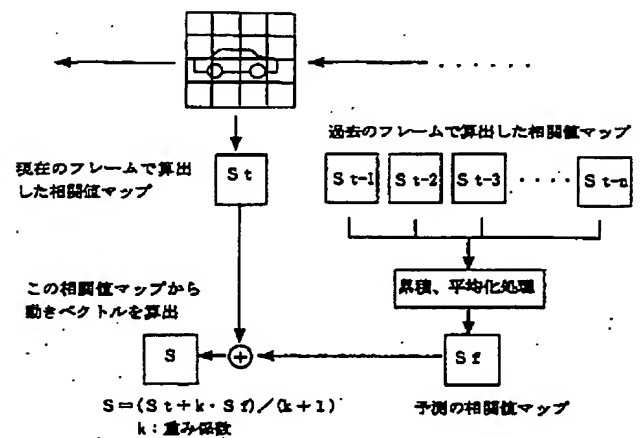 過去のフレームで算出した相関値マップ
現在のフレームで算出
した相関値マップ
St
St-1
St-2
St-3
St-n
累積、平均化処理
この相関値マップから
動きベクトルを算出
S
Sf
S=(St+k・Sf)/(k+1)
k:重み係数
予測の相関値マップ